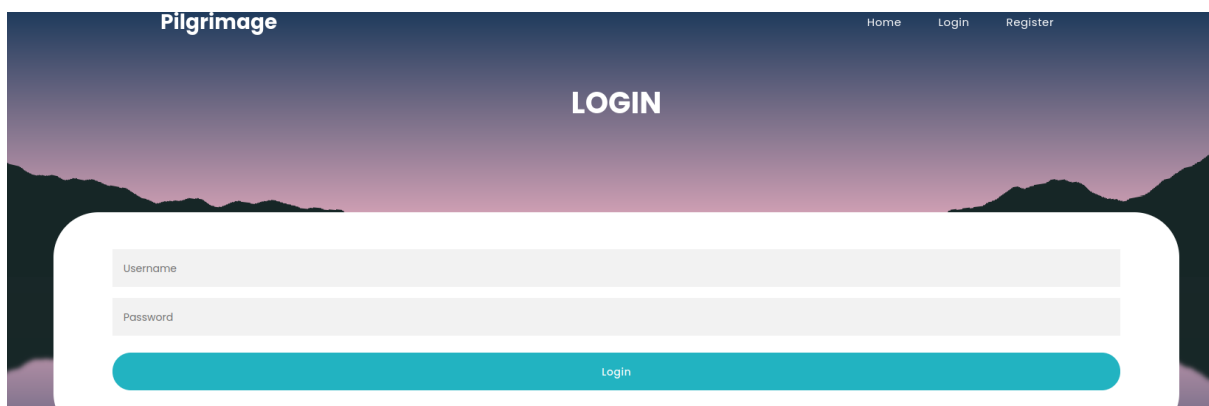 Pilgrimage
Home Login Register
LOGIN
Username
Password
Login